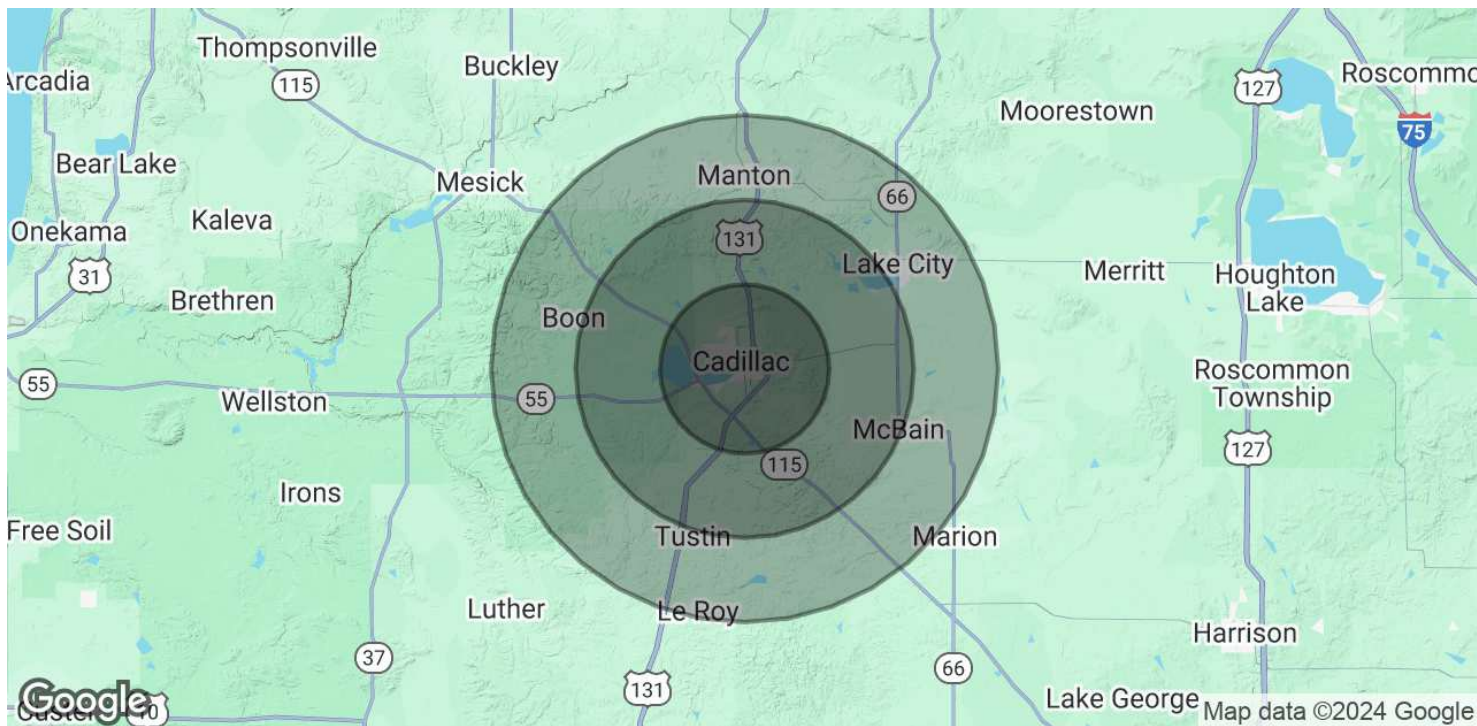 Thompsonville
Buckley
115
Arcadia
Roscommo
127
75
Moorestown
Bear Lake
Mesick
Manton
66
Kaleva
Onekama
131
31
Lake City
Merritt
Houghton
Lake
Brethren
Boon
Cadillac
55
Wellston
55
Roscommon
Township
McBain
127
115
Irons
Free Soil
Tustin
Marion
Luther
Le Roy
Harrison
37
66
131
Lake George
Google
Map data ©2024 Google